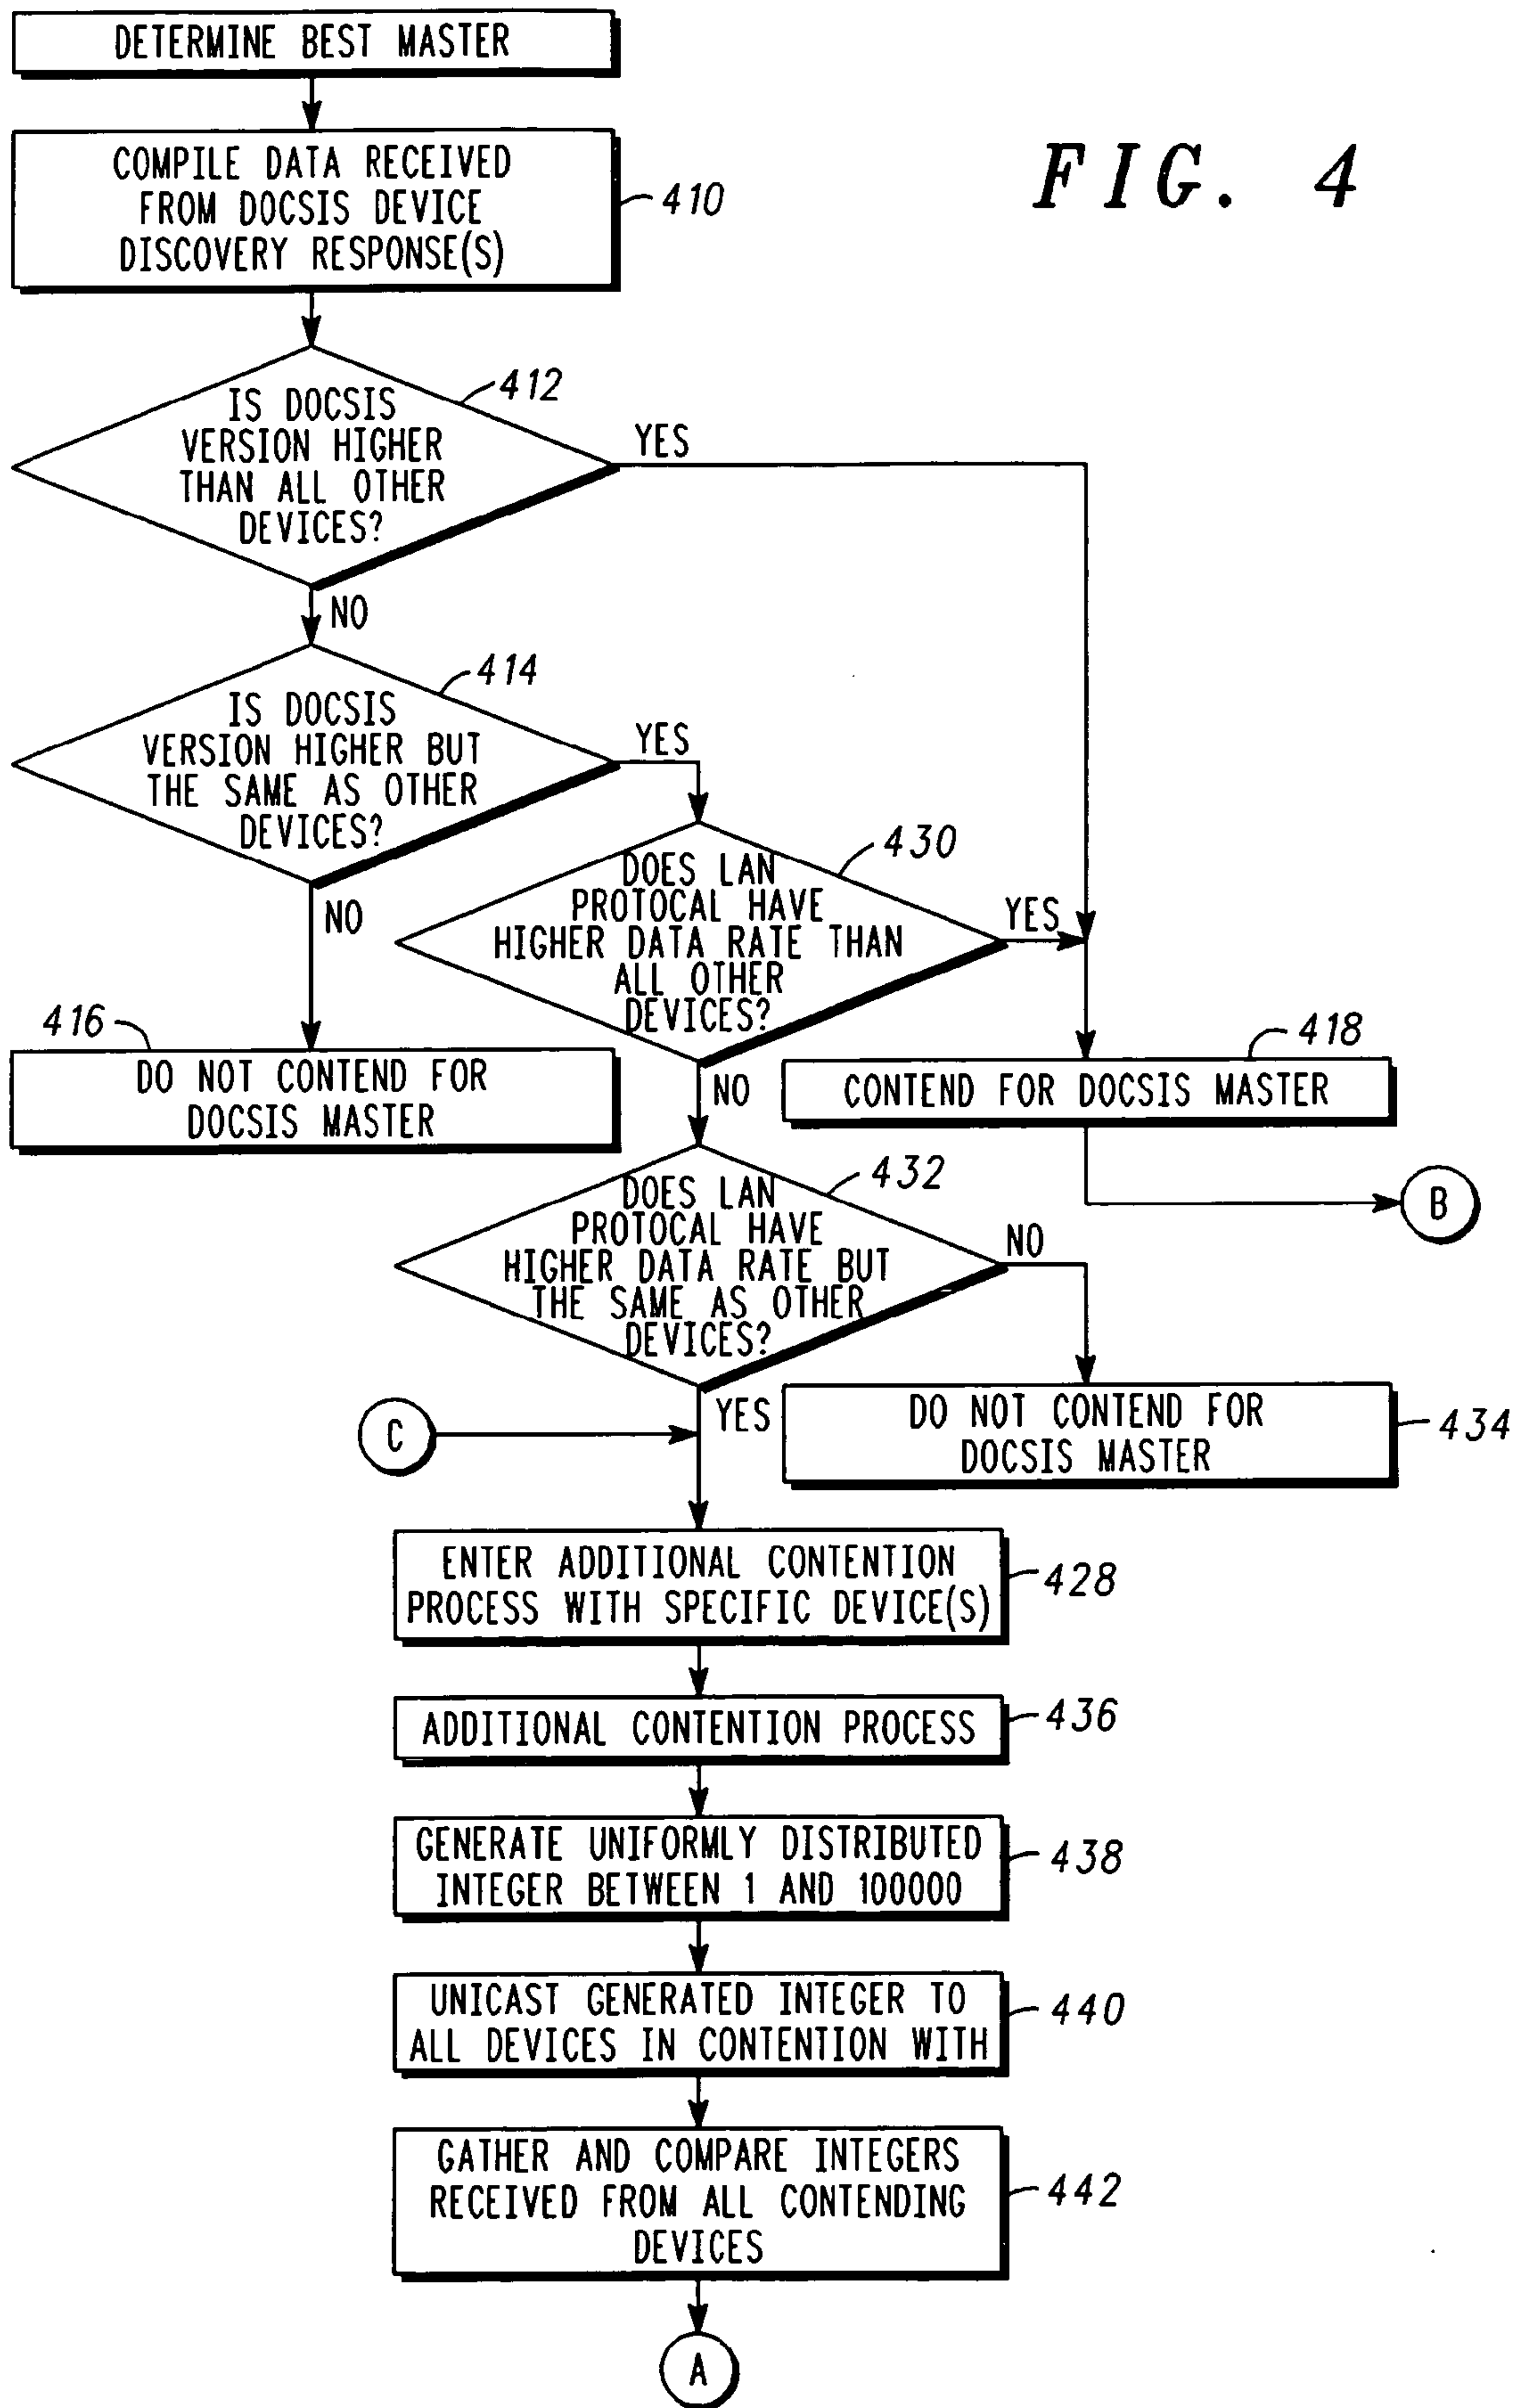 DETERMINE BEST MASTER
FIG. 4
COMPILE DATA RECEIVED
FROM DOCSIS DEVICE
DISCOVERY RESPONSE(S)
410
412
IS DOCSIS
VERSION HIGHER
THAN ALL OTHER
DEVICES?
YES
NO
414
IS DOCSIS
VERSION HIGHER BUT
THE SAME AS OTHER
DEVICES?
YES
NO
430
DOES LAN
PROTOCAL HAVE
HIGHER DATA RATE THAN
ALL OTHER
DEVICES?
YES
NO
416
DO NOT CONTEND FOR
DOCSIS MASTER
418
CONTEND FOR DOCSIS MASTER
B
432
DOES LAN
PROTOCAL HAVE
HIGHER DATA RATE BUT
THE SAME AS OTHER
DEVICES?
NO
YES
C
DO NOT CONTEND FOR
DOCSIS MASTER
434
ENTER ADDITIONAL CONTENTION
PROCESS WITH SPECIFIC DEVICE(S)
428
ADDITIONAL CONTENTION PROCESS
436
GENERATE UNIFORMLY DISTRIBUTED
INTEGER BETWEEN 1 AND 100000
438
UNICAST GENERATED INTEGER TO
ALL DEVICES IN CONTENTION WITH
440
GATHER AND COMPARE INTEGERS
RECEIVED FROM ALL CONTENDING
DEVICES
442
A